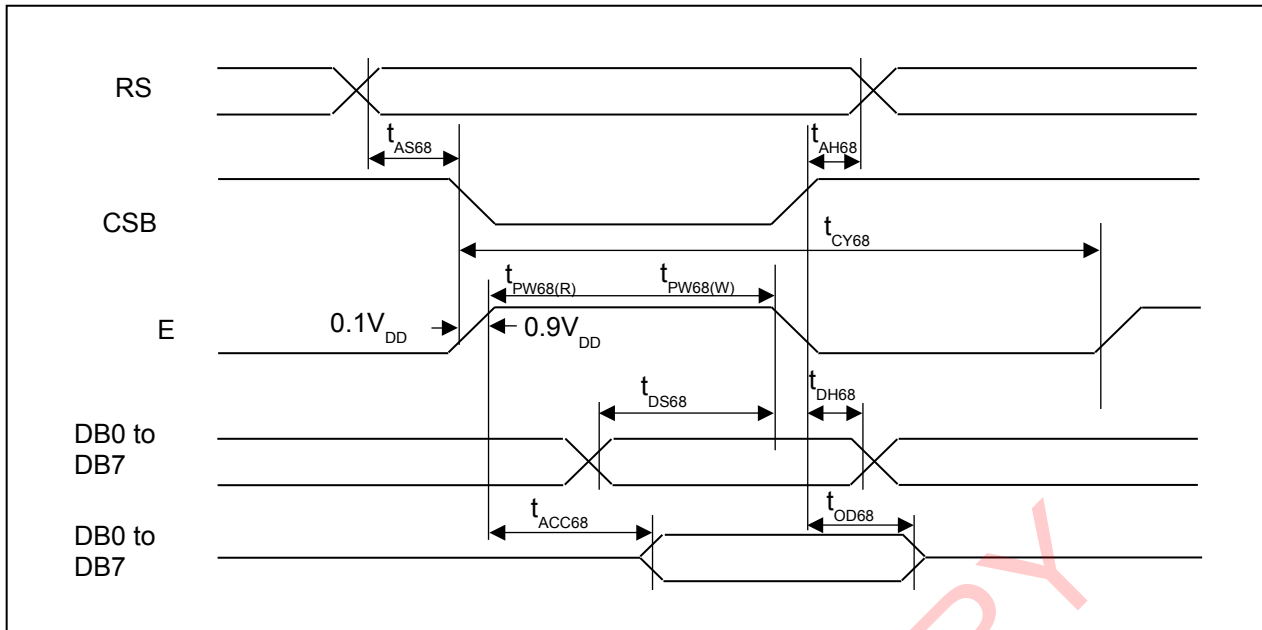 RS
tAS68
tAH68
CSB
tCY68
tPW68(R)
tPW68(W)
E
0.1VDD
0.9VDD
tDS68
tDH68
DB0 to
DB7
tACC68
tOD68
DB0 to
DB7
PY